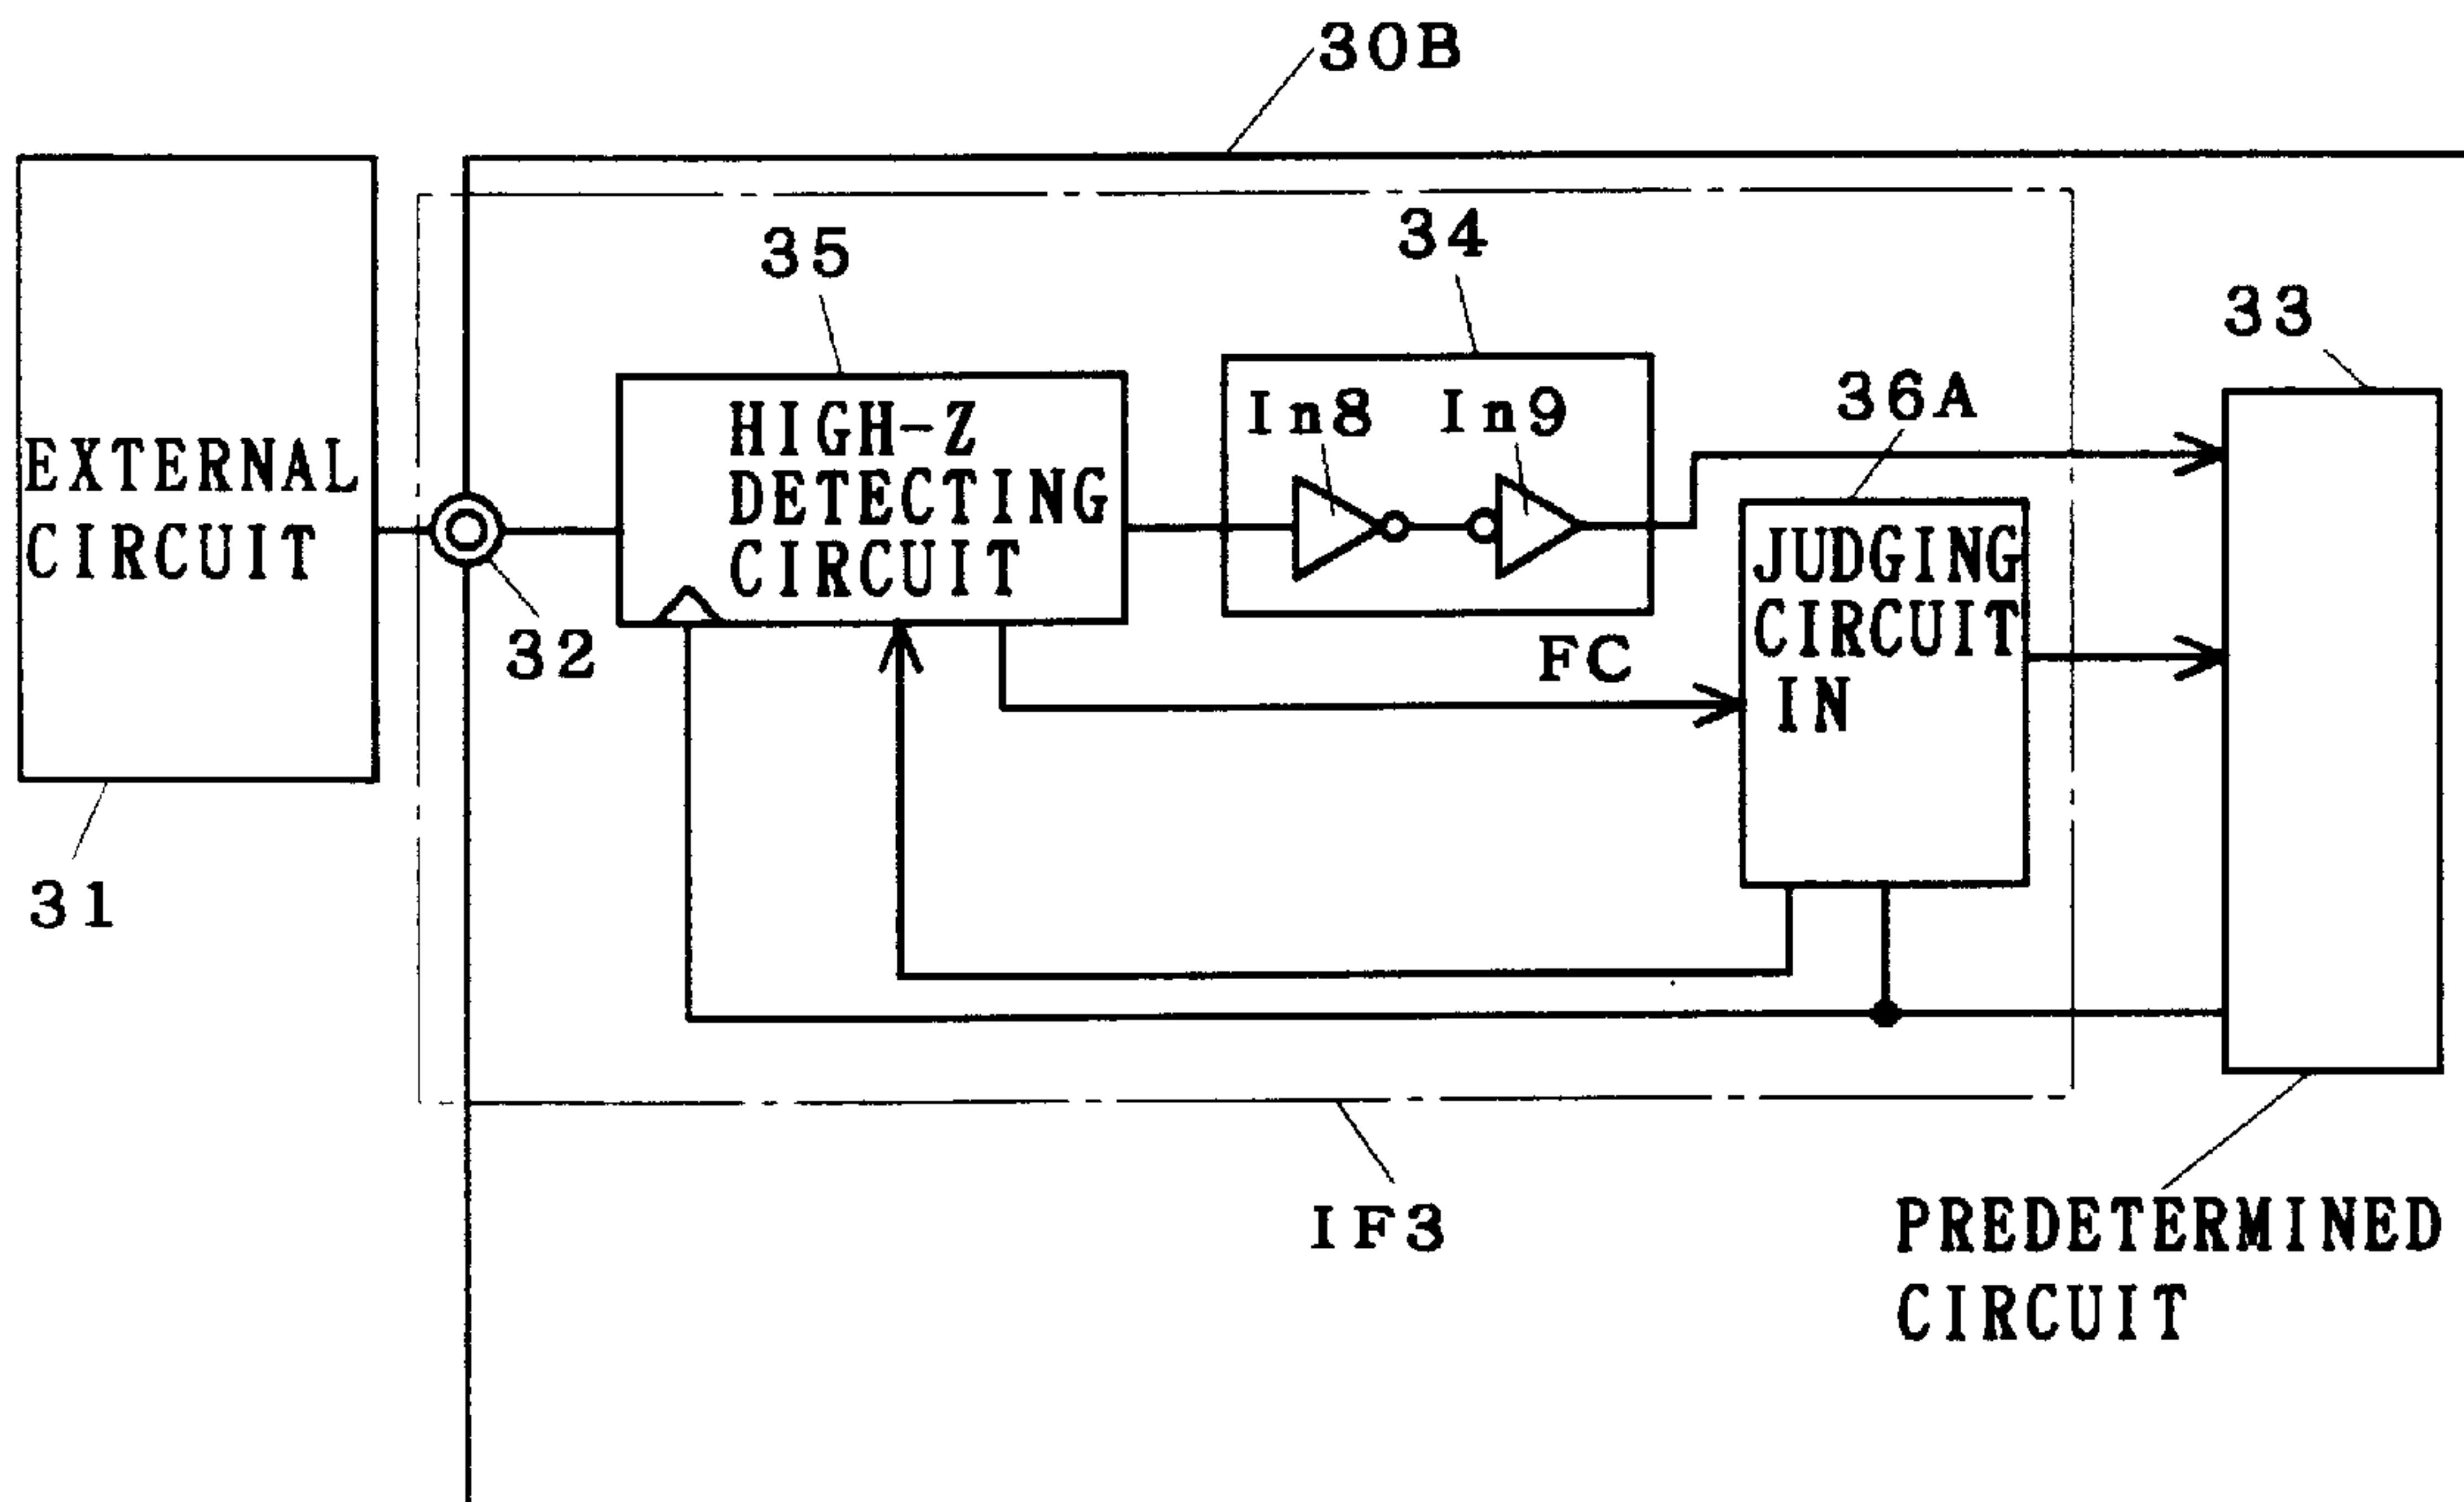 30B
35
34
33
In8
In9
36A
HIGH-Z
DETECTING
CIRCUIT
EXTERNAL
CIRCUIT
JUDGING
CIRCUIT
IN
32
FC
31
IF3
PREDETERMINED
CIRCUIT